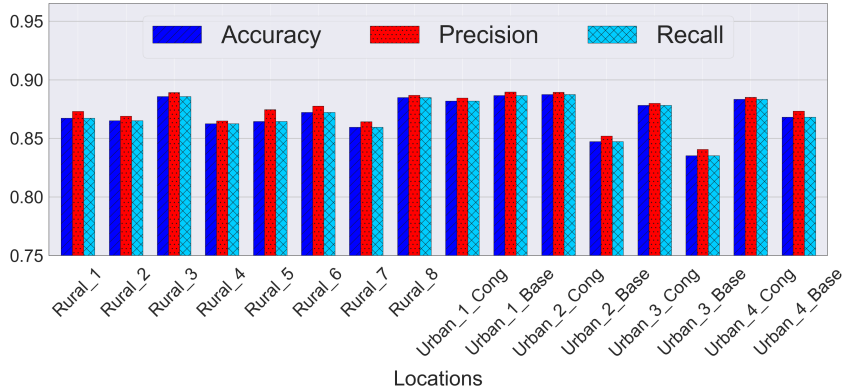 Accuracy Precision Recall
0.95
0.90
0.85
0.80
0.75
Rural_1 Rural_2 Rural_3 Rural_4 Rural_5 Rural_6 Rural_7 Rural_8 Urban_1_Cong Urban_1_Base Urban_2_Cong Urban_2_Base Urban_3_Cong Urban_3_Base Urban_4_Cong Urban_4_Base
Locations